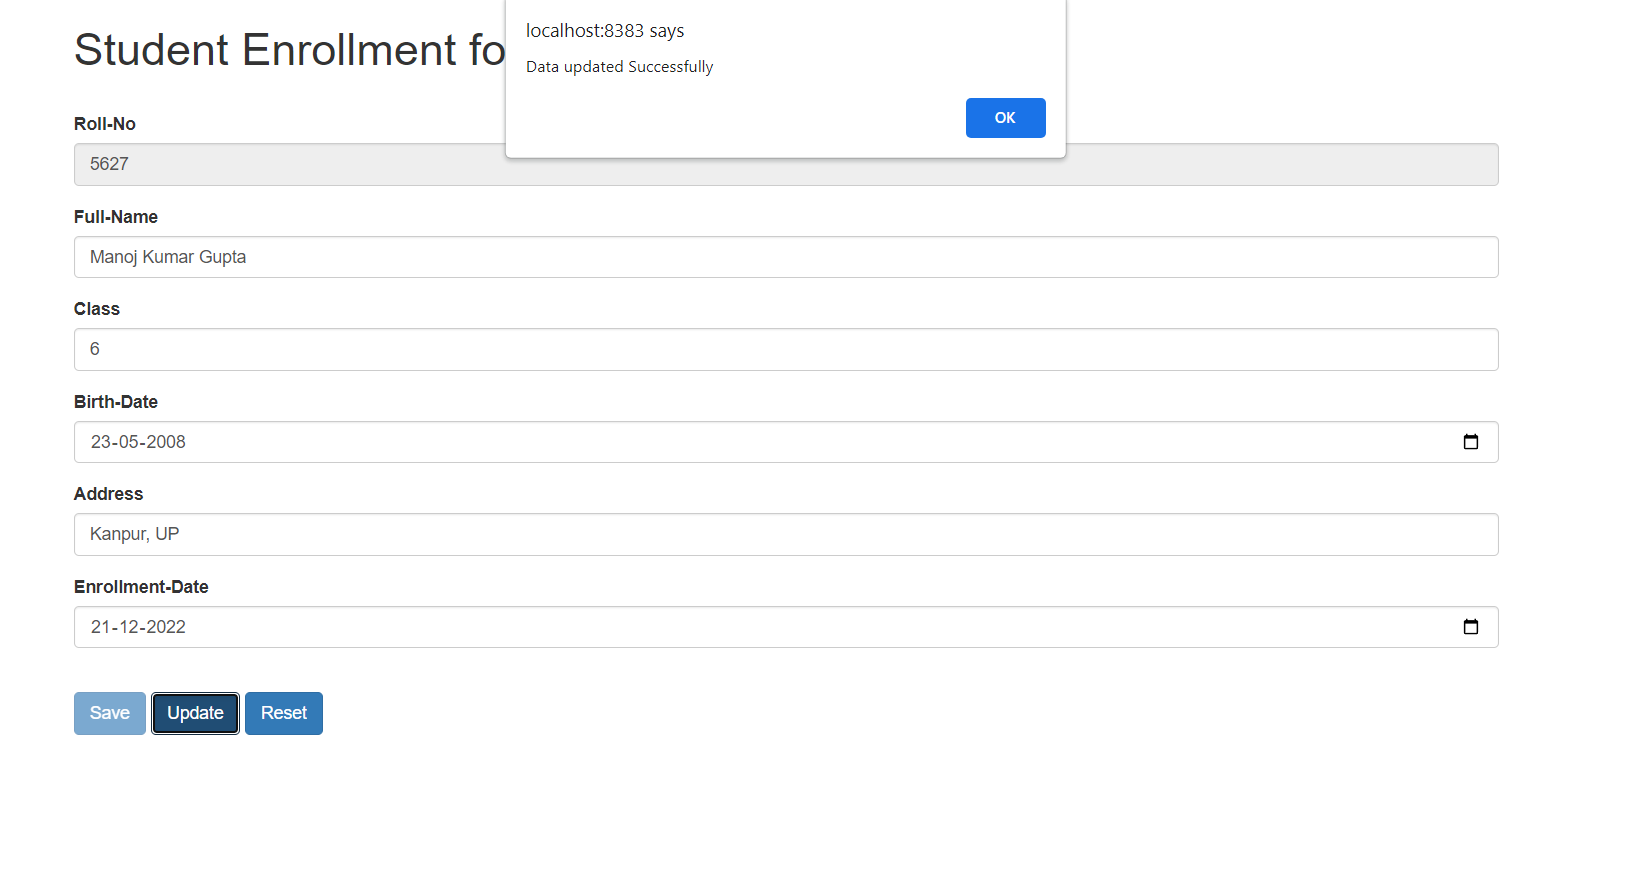 Student Enrollment fo
localhost:8383 says
Data updated Successfully
OK
Roll-No
5627
Full-Name
Manoj Kumar Gupta
Class
6
Birth-Date
23-05-2008
Address
Kanpur, UP
Enrollment-Date
21-12-2022
Save Update Reset